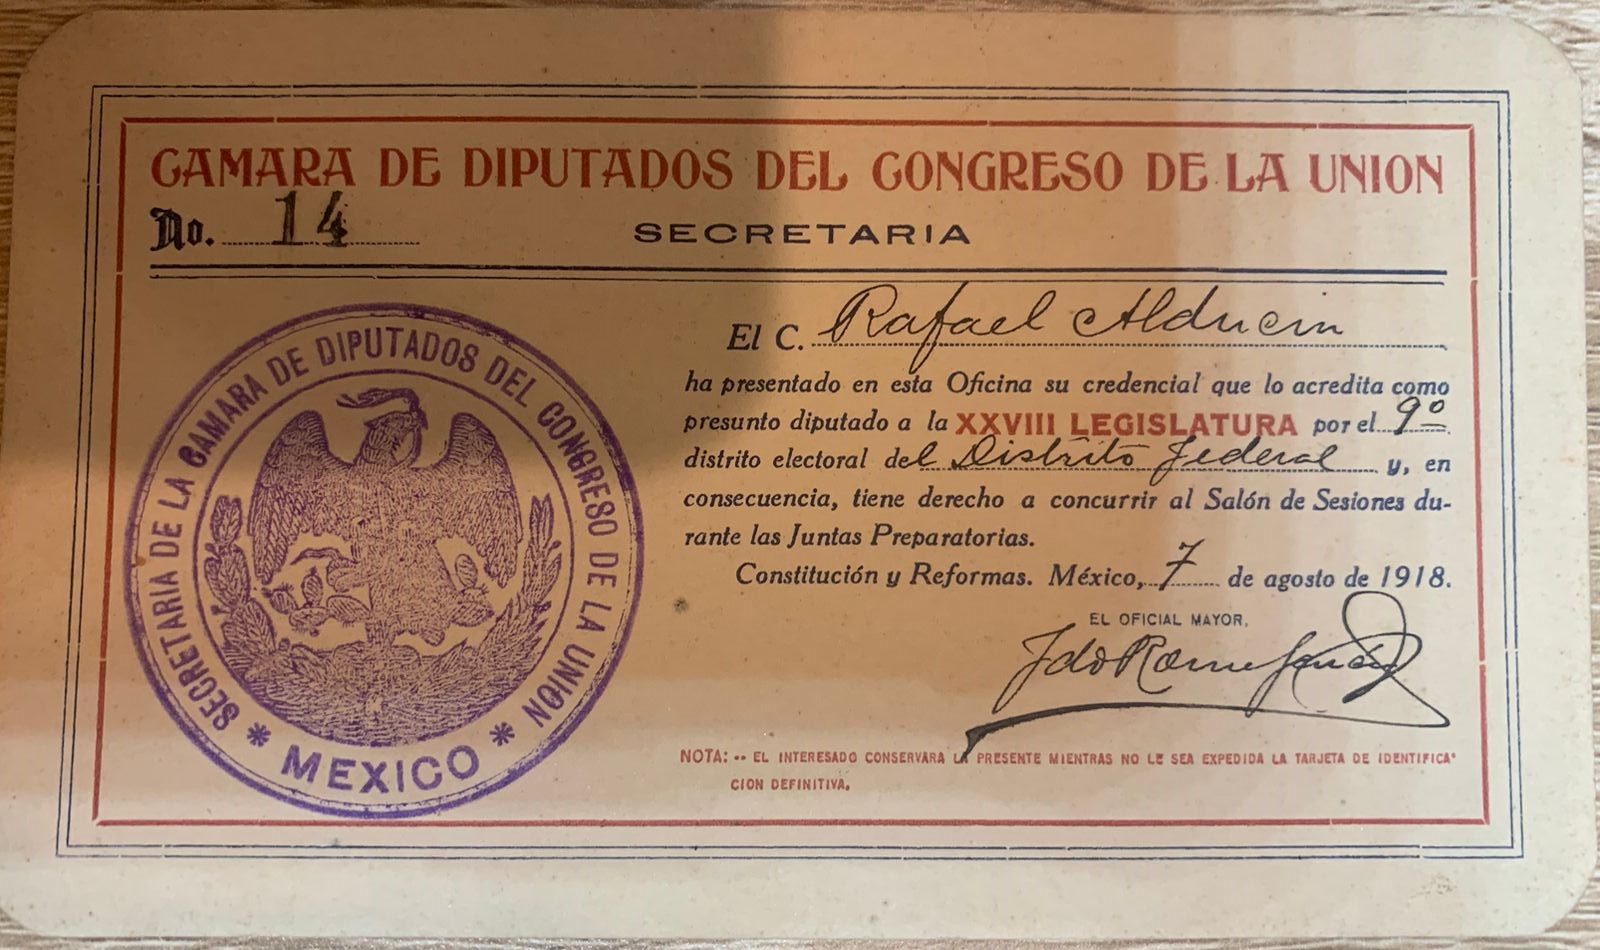 CAMARA DE DIPUTADOS DEL CONGRESO DE LA UNION
No. 14
SECRETARIA
El C. Rafael Alducin
ha presentado en esta Oficina su credencial que lo acredita como
presunto diputado a la XXVIII LEGISLATURA por el 9º
distrito electoral del Distrito Federal y, en
consecuencia, tiene derecho a concurrir al Salón de Sesiones du-
rante las Juntas Preparatorias.
Constitución y Reformas. México, 7 de agosto de 1918.
EL OFICIAL MAYOR,
NOTA: -- EL INTERESADO CONSERVARA LA PRESENTE MIENTRAS NO LE SEA EXPEDIDA LA TARJETA DE IDENTIFICA-
CION DEFINITIVA.
SECRETARIA DE LA CAMARA DE DIPUTADOS DEL CONGRESO DE LA UNION
* MEXICO *